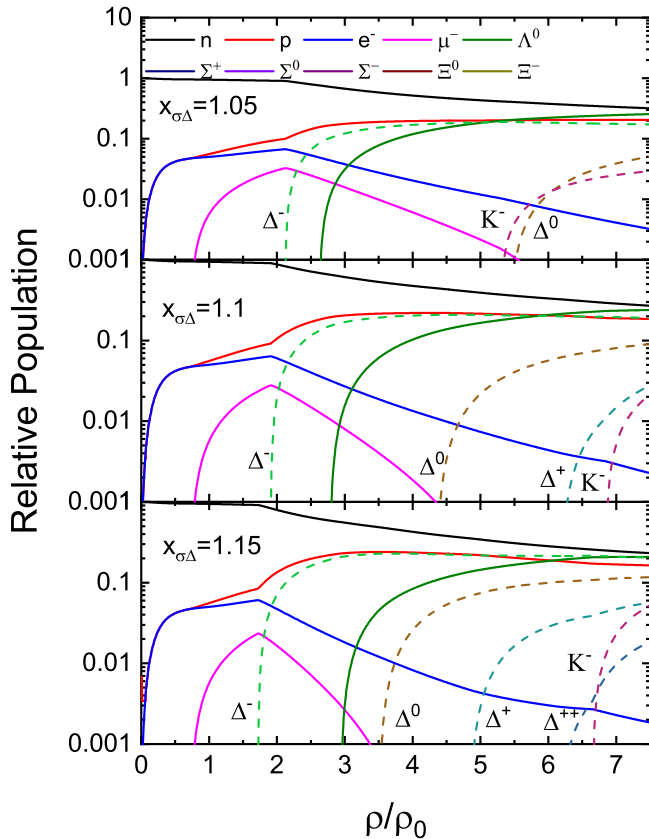 n p e⁻ μ⁻ Λ⁰
Σ⁺ Σ⁰ Σ⁻ Ξ⁰ Ξ⁻
1
x_σΔ=1.05
0.1
0.01
Δ⁻ K⁻ Δ⁰
0.001
x_σΔ=1.1
0.1
0.01
Δ⁻ Δ⁰ Δ⁺ K⁻
0.001
x_σΔ=1.15
0.1
0.01
K⁻
Δ⁻ Δ⁰ Δ⁺ Δ⁺⁺
0.001
0 1 2 3 4 5 6 7
ρ/ρ₀
Relative Population